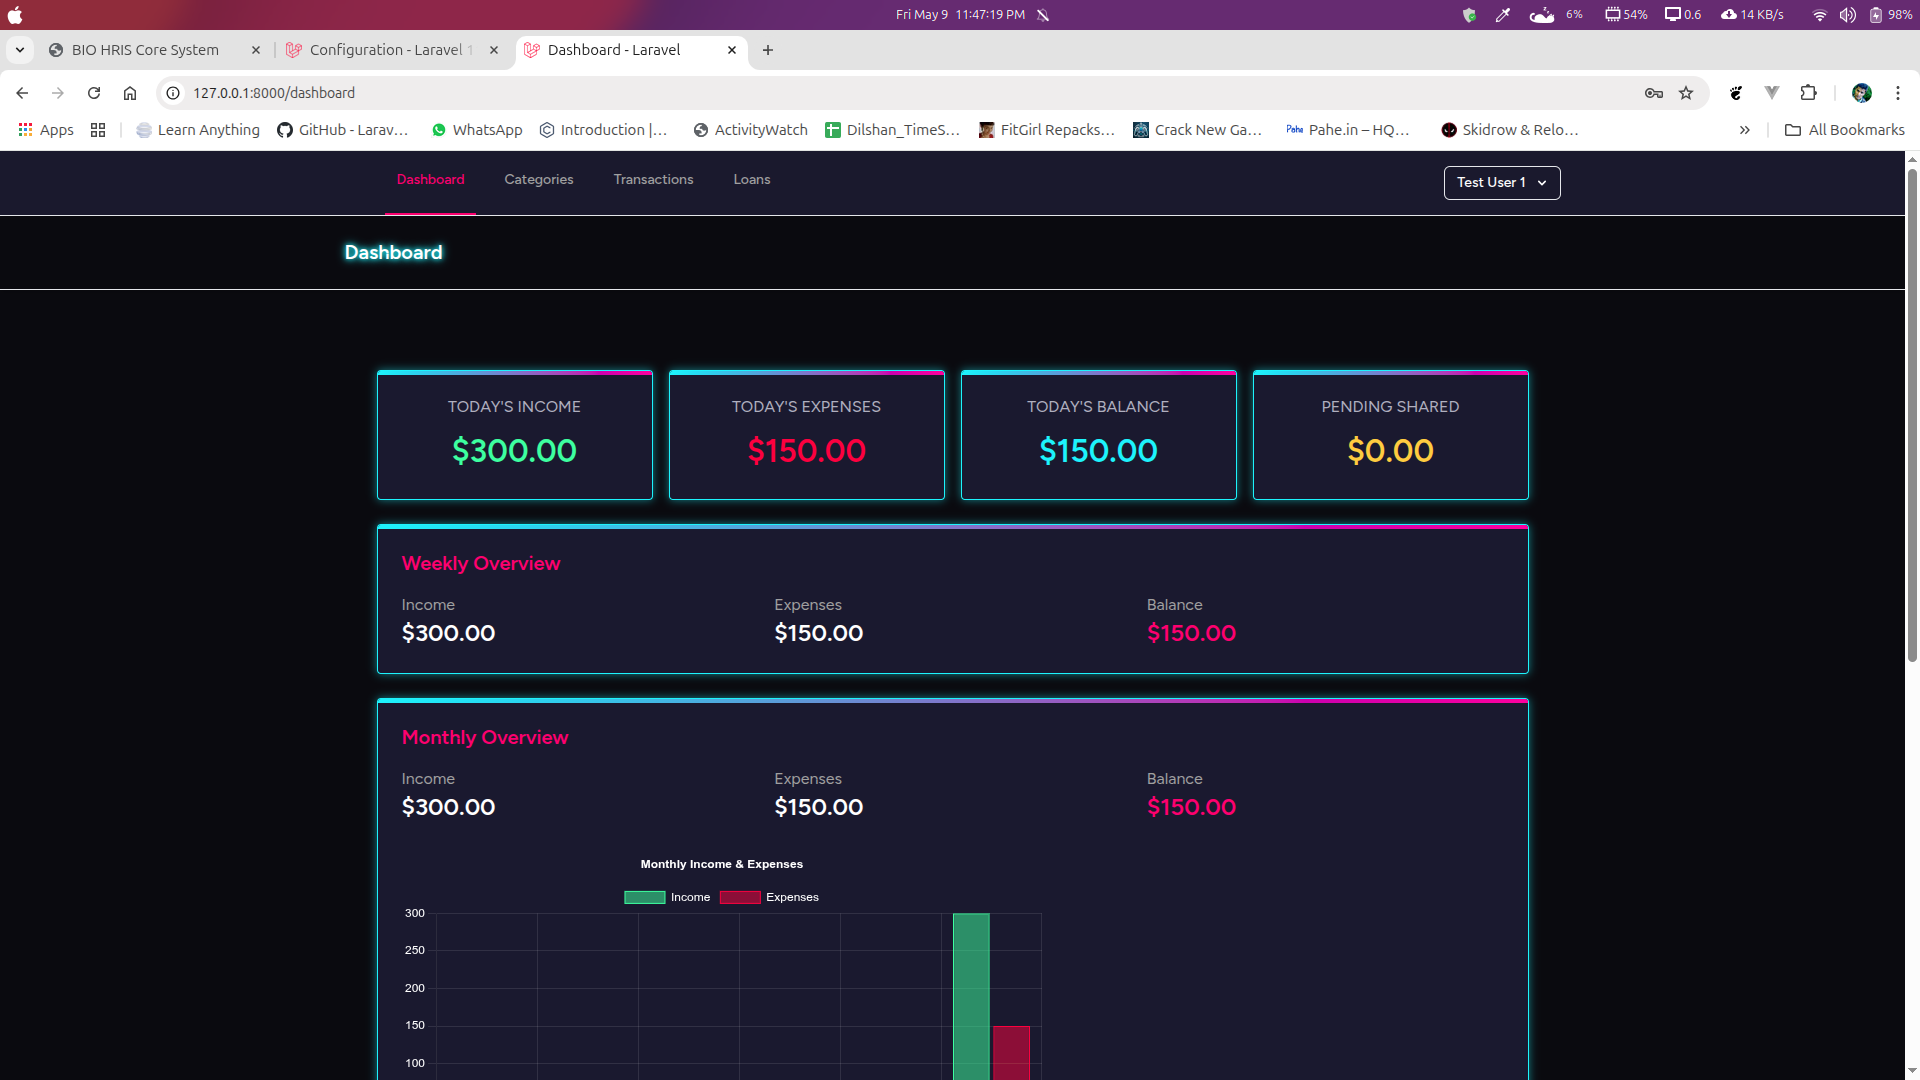 Fri May 9 11:47:19 PM
6%
54%
0.6
14 KB/s
98%
BIO HRIS Core System
Configuration - Laravel 1
Dashboard - Laravel
127.0.0.1:8000/dashboard
Apps
Learn Anything
GitHub - Larav…
WhatsApp
Introduction |…
ActivityWatch
Dilshan_TimeS…
FitGirl Repacks…
Crack New Ga…
Pahe Pahe.in – HQ…
Skidrow & Relo…
All Bookmarks
Dashboard
Categories
Transactions
Loans
Test User 1
Dashboard
TODAY'S INCOME
$300.00
TODAY'S EXPENSES
$150.00
TODAY'S BALANCE
$150.00
PENDING SHARED
$0.00
Weekly Overview
Income
$300.00
Expenses
$150.00
Balance
$150.00
Monthly Overview
Income
$300.00
Expenses
$150.00
Balance
$150.00
Monthly Income & Expenses
Income
Expenses
300
250
200
150
100